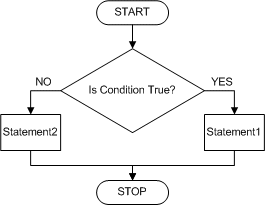 START
Is Condition True?
NO
YES
Statement2
Statement1
STOP